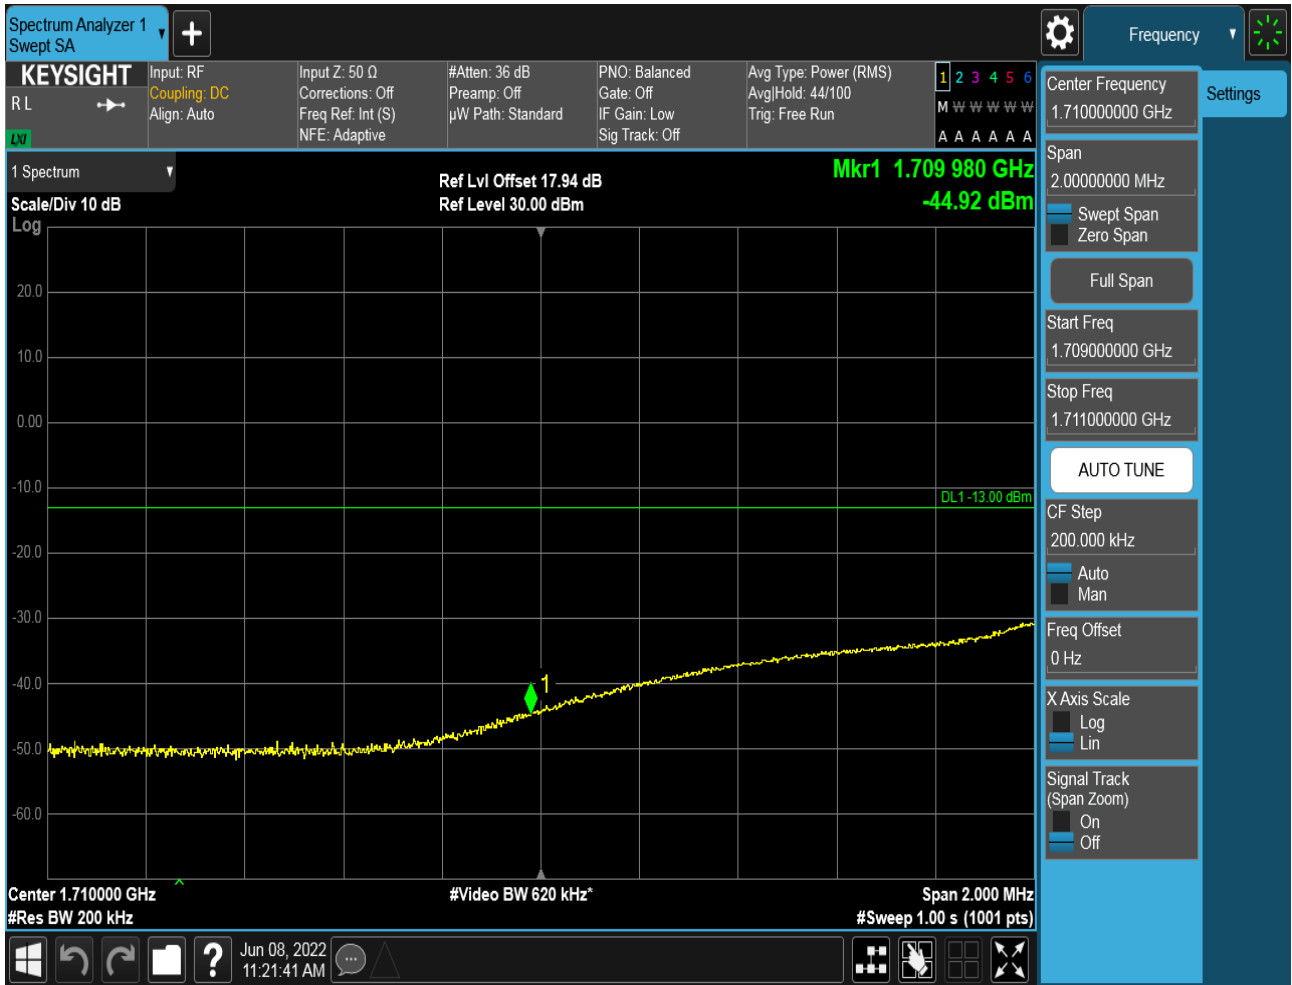 Spectrum Analyzer 1
Swept SA
Frequency
KEYSIGHT
R L
LXI
Input: RF
Coupling: DC
Align: Auto
Input Z: 50 Ω
Corrections: Off
Freq Ref: Int (S)
NFE: Adaptive
#Atten: 36 dB
Preamp: Off
µW Path: Standard
PNO: Balanced
Gate: Off
IF Gain: Low
Sig Track: Off
Avg Type: Power (RMS)
Avg|Hold: 44/100
Trig: Free Run
1 2 3 4 5 6
M W W W W W
A A A A A A
1 Spectrum
Scale/Div 10 dB
Log
Ref Lvl Offset 17.94 dB
Ref Level 30.00 dBm
Mkr1 1.709 980 GHz
-44.92 dBm
20.0
10.0
0.00
-10.0
DL1 -13.00 dBm
-20.0
-30.0
-40.0
1
-50.0
-60.0
Center 1.710000 GHz
#Video BW 620 kHz*
Span 2.000 MHz
#Res BW 200 kHz
#Sweep 1.00 s (1001 pts)
?
Jun 08, 2022
11:21:41 AM
Center Frequency
1.710000000 GHz
Settings
Span
2.00000000 MHz
Swept Span
Zero Span
Full Span
Start Freq
1.709000000 GHz
Stop Freq
1.711000000 GHz
AUTO TUNE
CF Step
200.000 kHz
Auto
Man
Freq Offset
0 Hz
X Axis Scale
Log
Lin
Signal Track
(Span Zoom)
On
Off